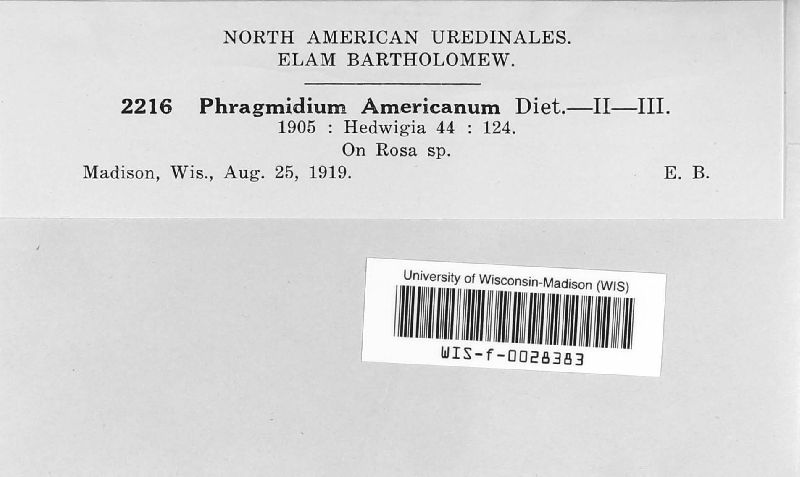 NORTH AMERICAN UREDINALES.
ELAM BARTHOLOMEW.
2216 Phragmidium Americanum Diet.—II—III.
1905 : Hedwigia 44 : 124.
On Rosa sp.
Madison, Wis., Aug. 25, 1919. E. B.
University of Wisconsin-Madison (WIS)
WIS-f-0028383